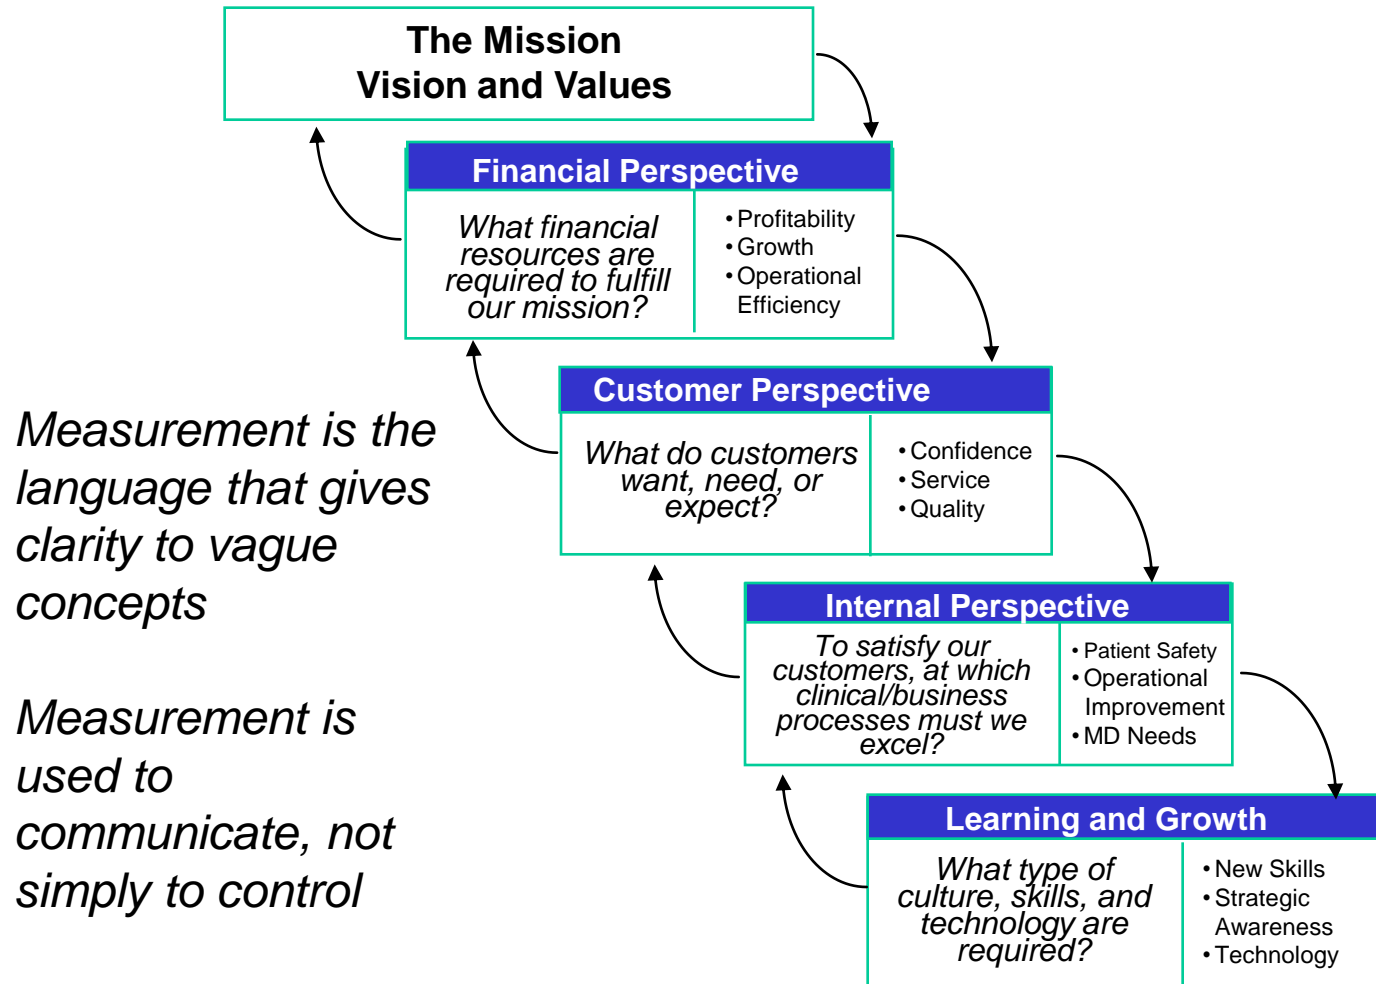 The Mission
Vision and Values
Financial Perspective
What financial
resources are
required to fulfill
our mission?
• Profitability
• Growth
• Operational
Efficiency
Customer Perspective
What do customers
want, need, or
expect?
• Confidence
• Service
• Quality
Measurement is the
language that gives
clarity to vague
concepts
Measurement is
used to
communicate, not
simply to control
Internal Perspective
To satisfy our
customers, at which
clinical/business
processes must we
excel?
• Patient Safety
• Operational
Improvement
• MD Needs
Learning and Growth
What type of
culture, skills, and
technology are
required?
• New Skills
• Strategic
Awareness
• Technology